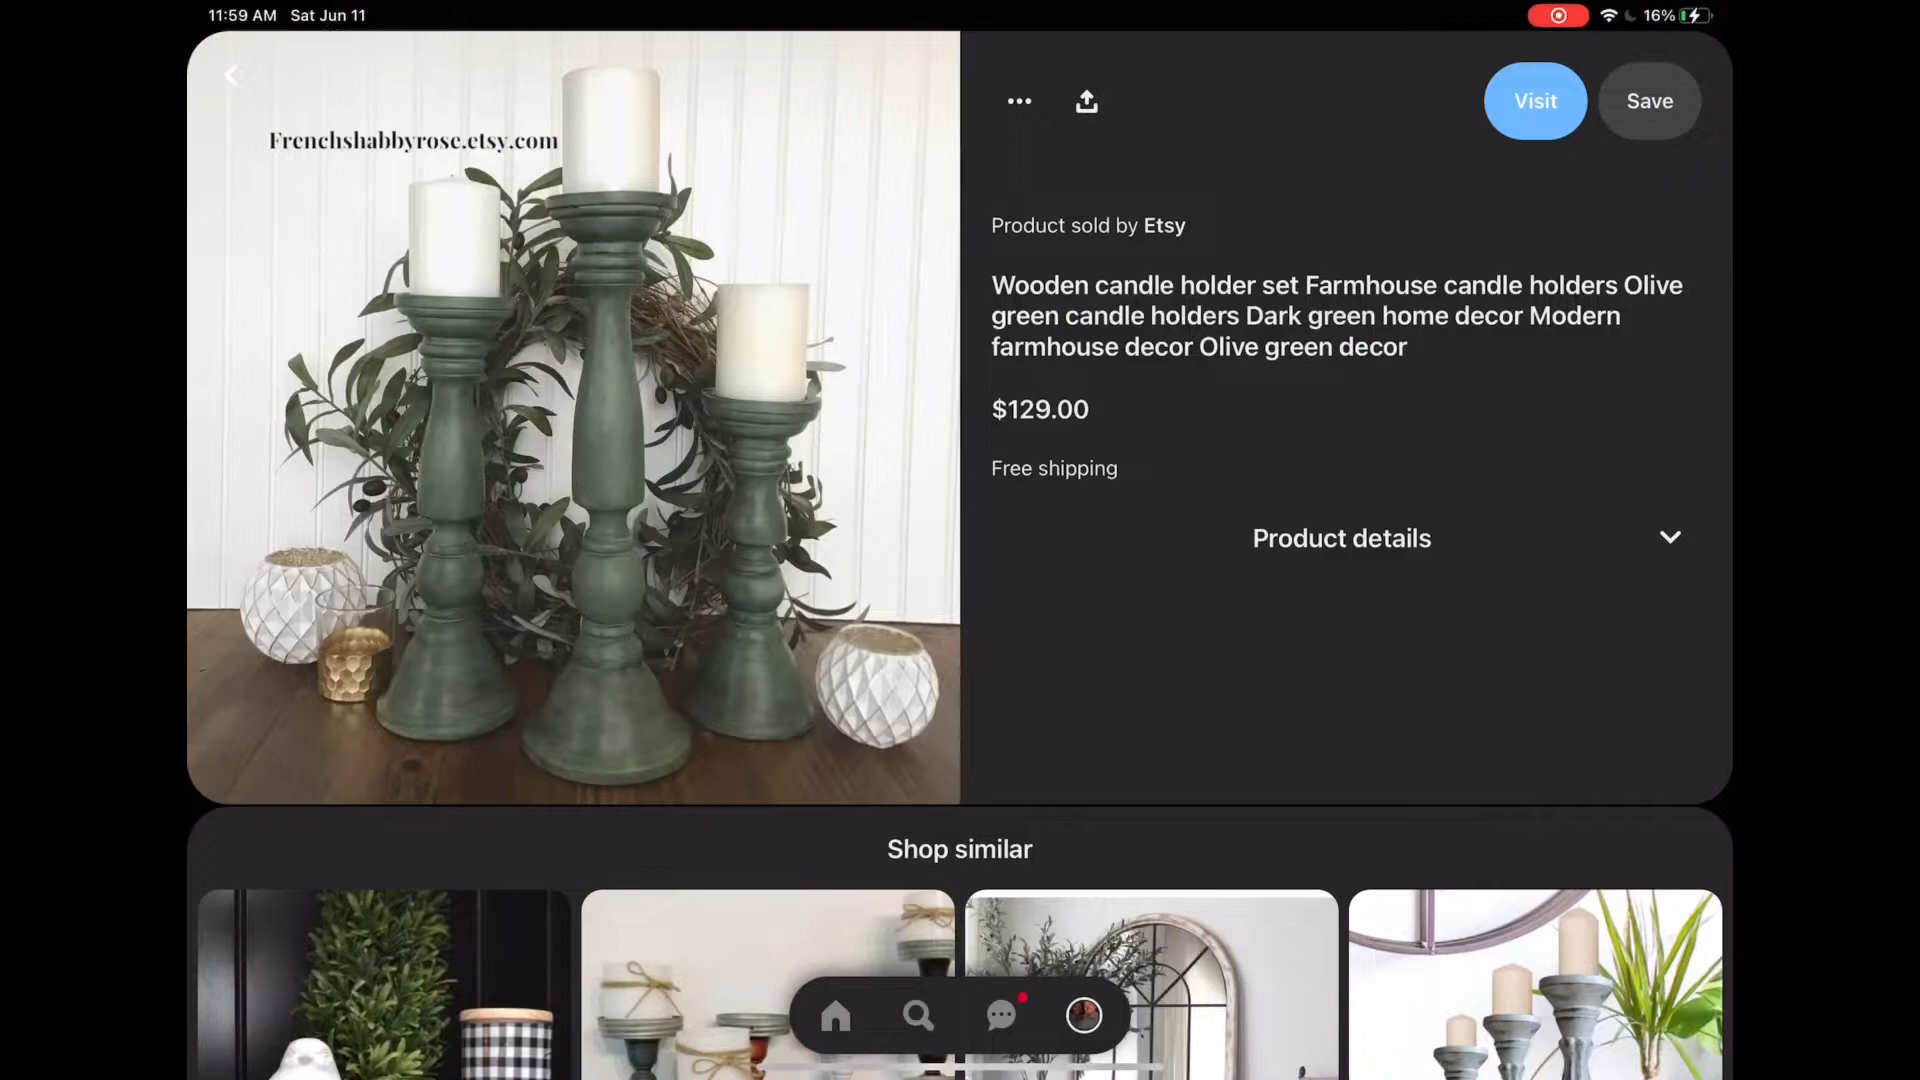 11:59 AM Sat Jun 11
16%
Frenchshabbyrose.etsy.com
Visit
Save
Product sold by Etsy
Wooden candle holder set Farmhouse candle holders Olive
green candle holders Dark green home decor Modern
farmhouse decor Olive green decor
$129.00
Free shipping
Product details
Shop similar